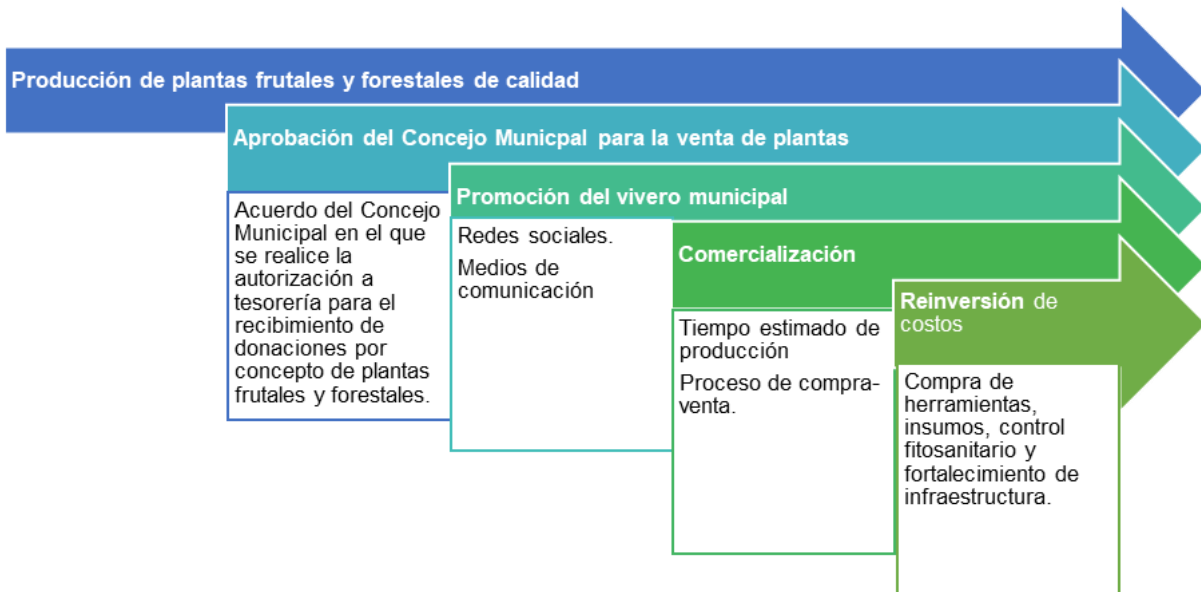 Producción de plantas frutales y forestales de calidad
Aprobación del Concejo Municpal para la venta de plantas
Acuerdo del Concejo
Municipal en el que
se realice la
autorización a
tesorería para el
recibimiento de
donaciones por
concepto de plantas
frutales y forestales.
Promoción del vivero municipal
Redes sociales.
Medios de
comunicación
Comercialización
Tiempo estimado de
producción
Proceso de compra-
venta.
Reinversión de
costos
Compra de
herramientas,
insumos, control
fitosanitario y
fortalecimiento de
infraestructura.